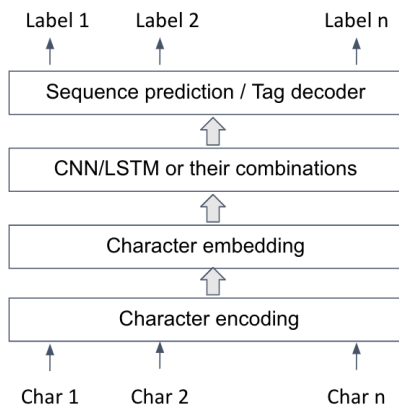 Label 1 Label 2 Label n
Sequence prediction / Tag decoder
CNN/LSTM or their combinations
Character embedding
Character encoding
Char 1 Char 2 Char n